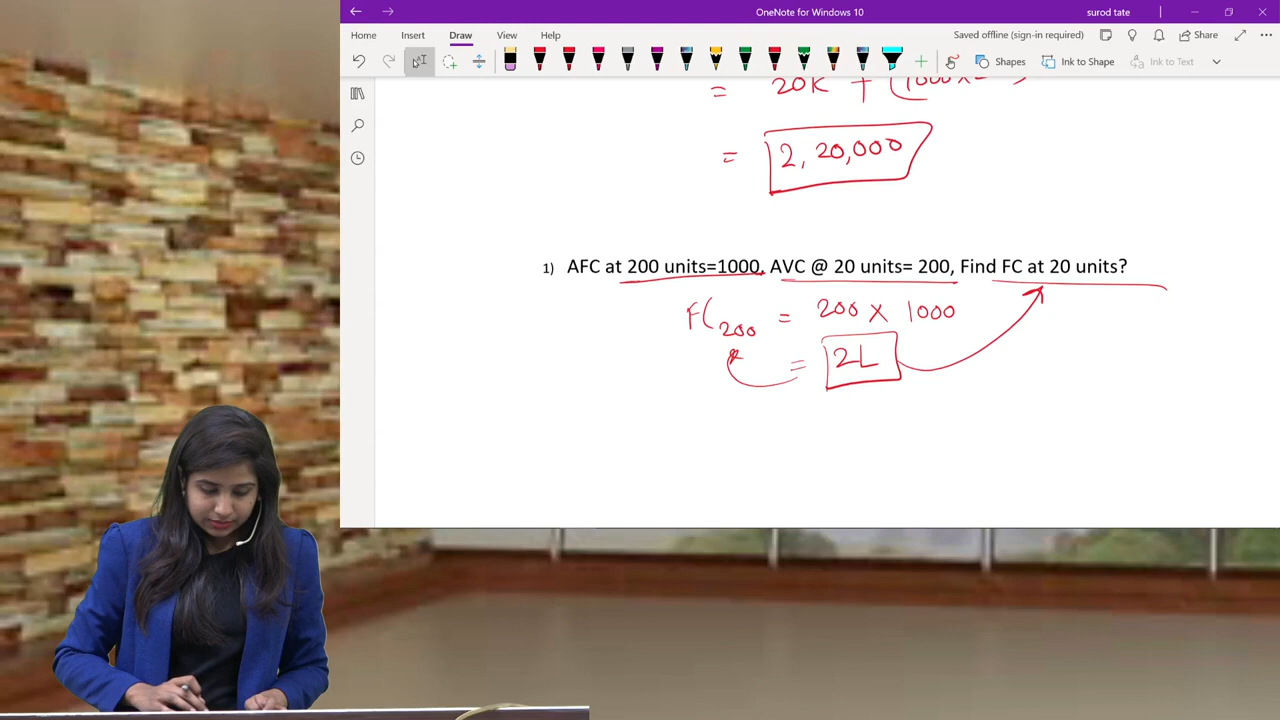 OneNote for Windows 10
surod tate
Home Insert Draw View Help
Saved offline (sign-in required)
Share
Shapes
Ink to Shape
Ink to Text
= 20K + (1000x
= 2,20,000
1) AFC at 200 units=1000, AVC @ 20 units= 200, Find FC at 20 units?
FC200 = 200 x 1000
= 2L